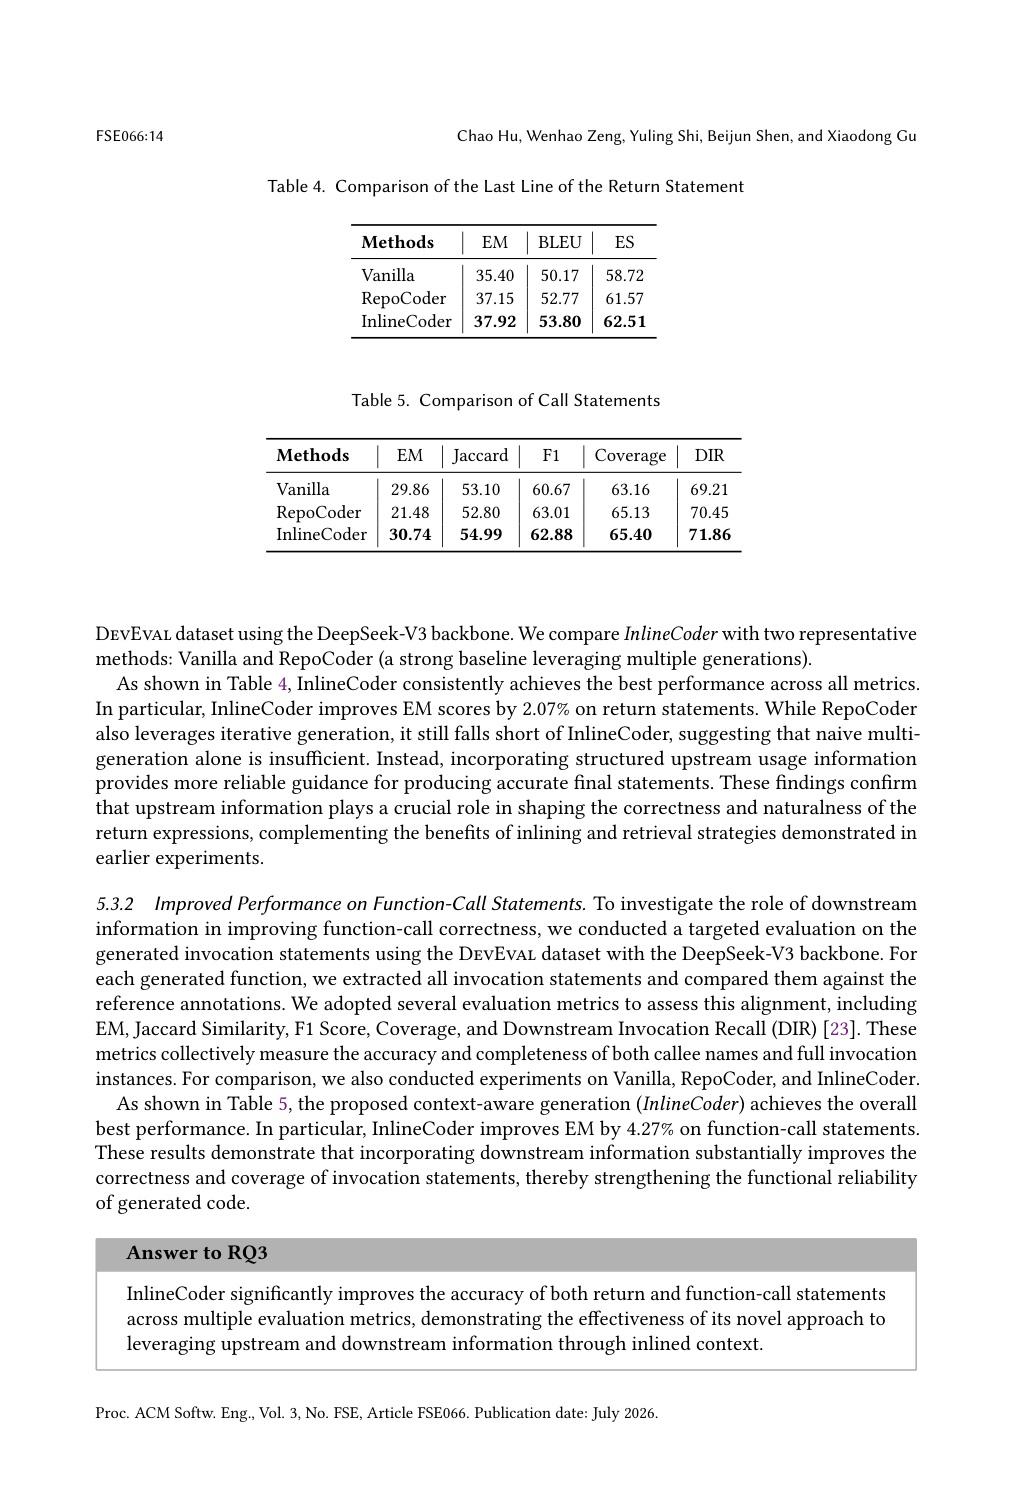 FSE066:14 Chao Hu, Wenhao Zeng, Yuling Shi, Beijun Shen, and Xiaodong Gu
Table 4. Comparison of the Last Line of the Return Statement
Methods EM BLEU ES
Vanilla 35.40 50.17 58.72
RepoCoder 37.15 52.77 61.57
InlineCoder 37.92 53.80 62.51
Table 5. Comparison of Call Statements
Methods EM Jaccard F1 Coverage DIR
Vanilla 29.86 53.10 60.67 63.16 69.21
RepoCoder 21.48 52.80 63.01 65.13 70.45
InlineCoder 30.74 54.99 62.88 65.40 71.86
DevEval dataset using the DeepSeek-V3 backbone. We compare InlineCoder with two representative
methods: Vanilla and RepoCoder (a strong baseline leveraging multiple generations).
As shown in Table 4, InlineCoder consistently achieves the best performance across all metrics.
In particular, InlineCoder improves EM scores by 2.07% on return statements. While RepoCoder
also leverages iterative generation, it still falls short of InlineCoder, suggesting that naive multi-
generation alone is insufficient. Instead, incorporating structured upstream usage information
provides more reliable guidance for producing accurate final statements. These findings confirm
that upstream information plays a crucial role in shaping the correctness and naturalness of the
return expressions, complementing the benefits of inlining and retrieval strategies demonstrated in
earlier experiments.
5.3.2 Improved Performance on Function-Call Statements. To investigate the role of downstream
information in improving function-call correctness, we conducted a targeted evaluation on the
generated invocation statements using the DevEval dataset with the DeepSeek-V3 backbone. For
each generated function, we extracted all invocation statements and compared them against the
reference annotations. We adopted several evaluation metrics to assess this alignment, including
EM, Jaccard Similarity, F1 Score, Coverage, and Downstream Invocation Recall (DIR) [23]. These
metrics collectively measure the accuracy and completeness of both callee names and full invocation
instances. For comparison, we also conducted experiments on Vanilla, RepoCoder, and InlineCoder.
As shown in Table 5, the proposed context-aware generation (InlineCoder) achieves the overall
best performance. In particular, InlineCoder improves EM by 4.27% on function-call statements.
These results demonstrate that incorporating downstream information substantially improves the
correctness and coverage of invocation statements, thereby strengthening the functional reliability
of generated code.
Answer to RQ3
InlineCoder significantly improves the accuracy of both return and function-call statements
across multiple evaluation metrics, demonstrating the effectiveness of its novel approach to
leveraging upstream and downstream information through inlined context.
Proc. ACM Softw. Eng., Vol. 3, No. FSE, Article FSE066. Publication date: July 2026.